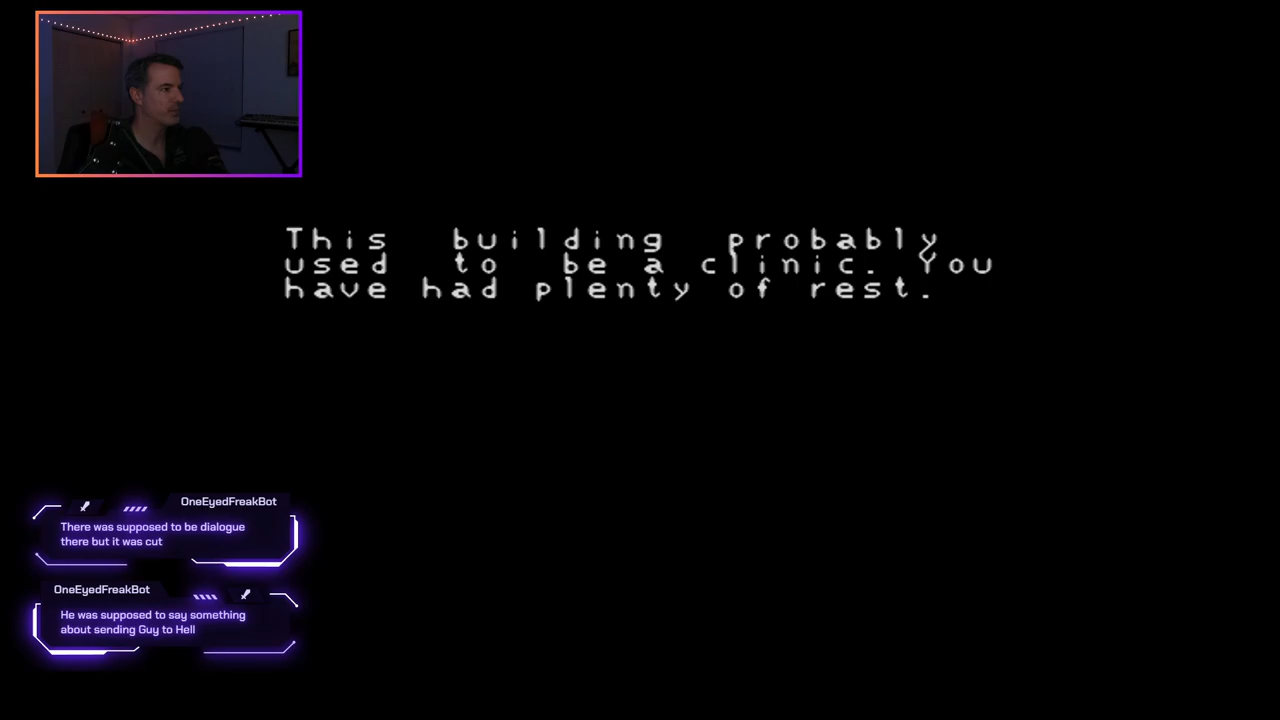 This building probably
used to be a clinic. You
have had plenty of rest.
OneEyedFreakBot
There was supposed to be dialogue
there but it was cut
OneEyedFreakBot
He was supposed to say something
about sending Guy to Hell